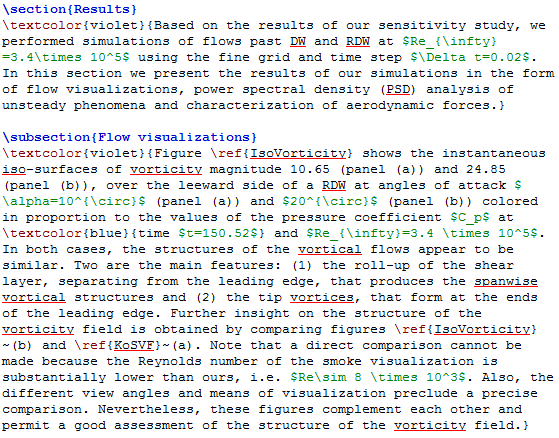 \section{Results}
\textcolor{violet}{Based on the results of our sensitivity study, we
performed simulations of flows past DW and RDW at $Re_{\infty}
=3.4\times 10^5$ using the fine grid and time step $\Delta t=0.02$.
In this section we present the results of our simulations in the form
of flow visualizations, power spectral density (PSD) analysis of
unsteady phenomena and characterization of aerodynamic forces.}

\subsection{Flow visualizations}
\textcolor{violet}{Figure \ref{IsoVorticity} shows the instantaneous
iso-surfaces of vorticity magnitude 10.65 (panel (a)) and 24.85
(panel (b)), over the leeward side of a RDW at angles of attack $
\alpha=10^{\circ}$ (panel (a)) and $20^{\circ}$ (panel (b)) colored
in proportion to the values of the pressure coefficient $C_p$ at
\textcolor{blue}{time $t=150.52$} and $Re_{\infty}=3.4 \times 10^5$.
In both cases, the structures of the vortical flows appear to be
similar. Two are the main features: (1) the roll-up of the shear
layer, separating from the leading edge, that produces the spanwise
vortical structures and (2) the tip vortices, that form at the ends
of the leading edge. Further insight on the structure of the
vorticity field is obtained by comparing figures \ref{IsoVorticity}
~(b) and \ref{KoSVF}~(a). Note that a direct comparison cannot be
made because the Reynolds number of the smoke visualization is
substantially lower than ours, i.e. $Re\sim 8 \times 10^3$. Also, the
different view angles and means of visualization preclude a precise
comparison. Nevertheless, these figures complement each other and
permit a good assessment of the structure of the vorticity field.}